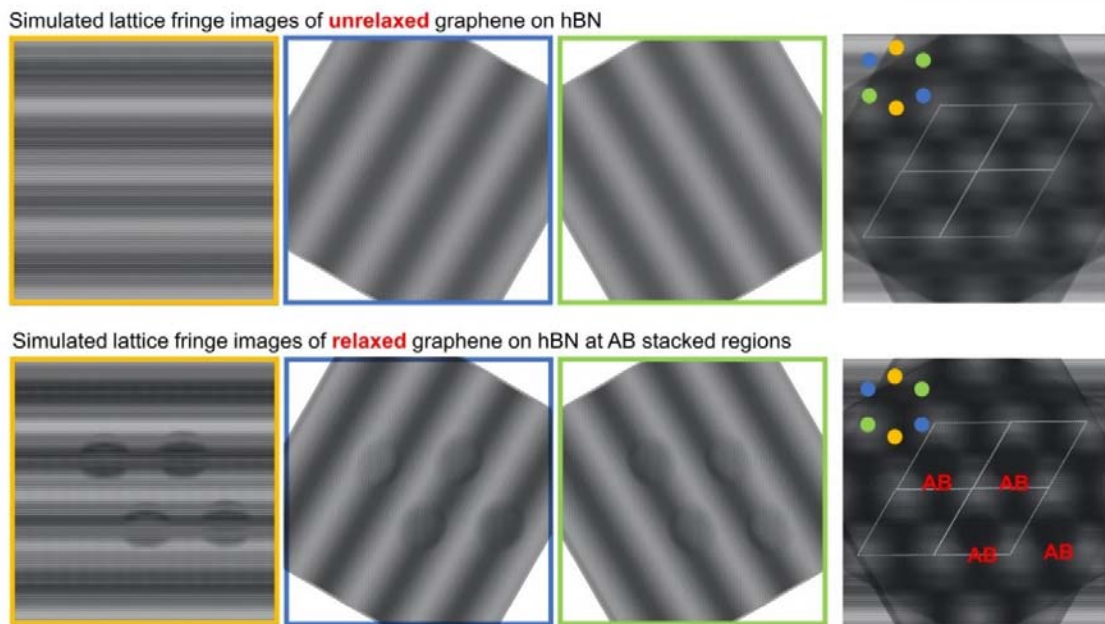 Simulated lattice fringe images of unrelaxed graphene on hBN
Simulated lattice fringe images of relaxed graphene on hBN at AB stacked regions
AB AB
AB AB